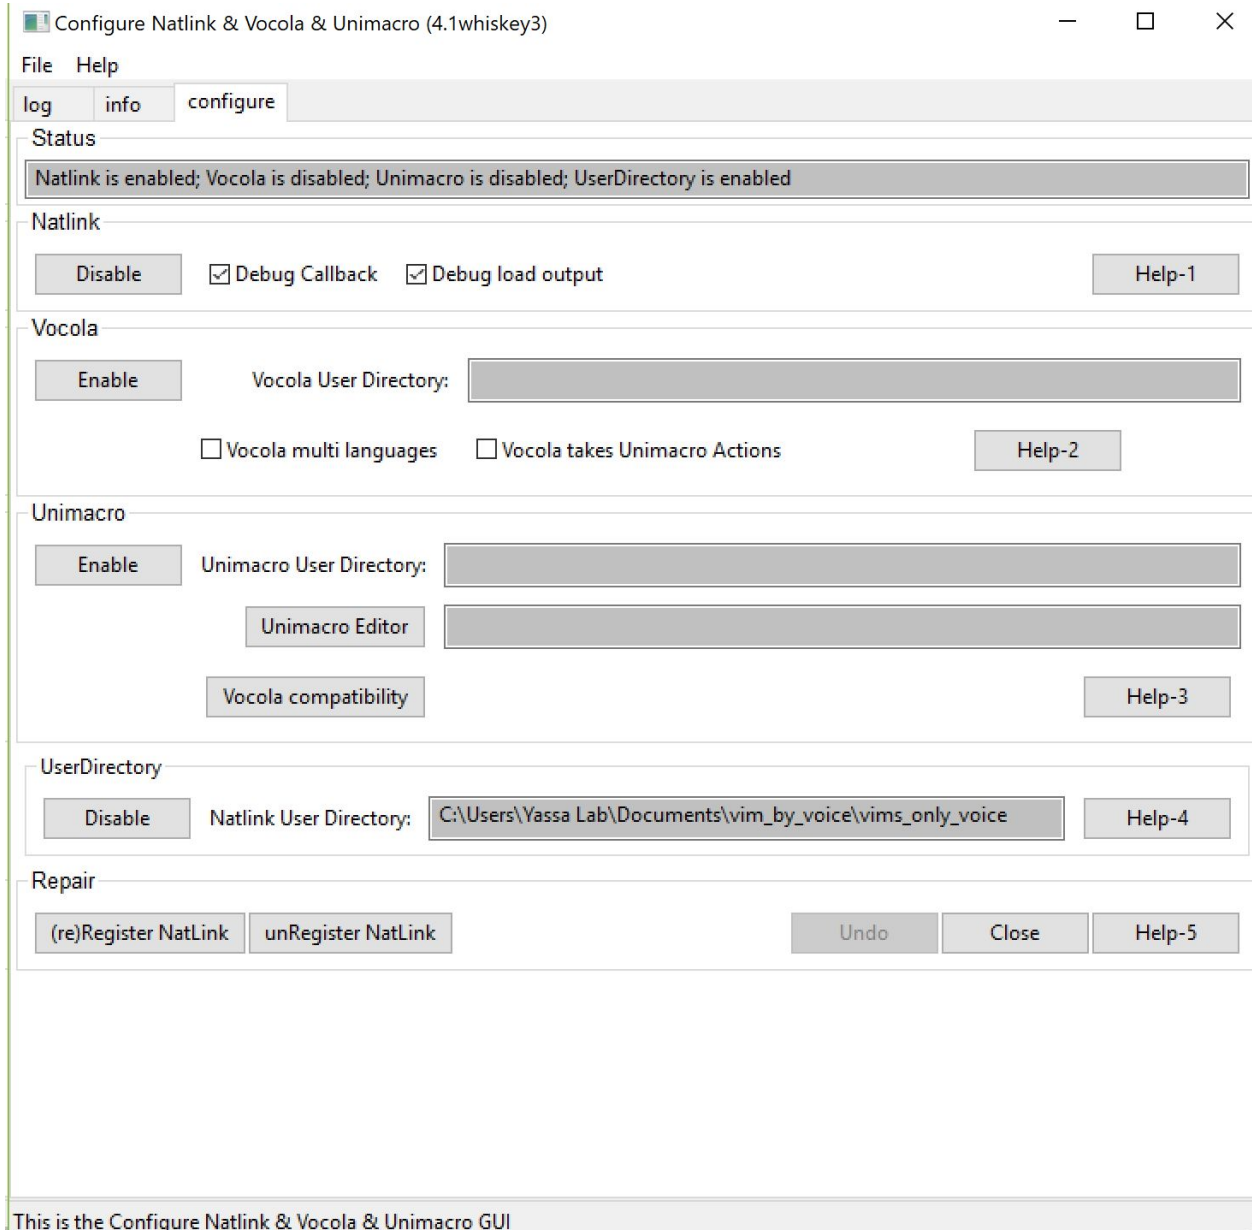 Configure Natlink & Vocola & Unimacro (4.1whiskey3)
File Help
log info configure
Status
Natlink is enabled; Vocola is disabled; Unimacro is disabled; UserDirectory is enabled
Natlink
Disable Debug Callback Debug load output Help-1
Vocola
Enable Vocola User Directory:
Vocola multi languages Vocola takes Unimacro Actions Help-2
Unimacro
Enable Unimacro User Directory:
Unimacro Editor
Vocola compatibility Help-3
UserDirectory
Disable Natlink User Directory: C:\Users\Yassa Lab\Documents\vim_by_voice\vims_only_voice Help-4
Repair
(re)Register NatLink unRegister NatLink Undo Close Help-5
This is the Configure Natlink & Vocola & Unimacro GUI